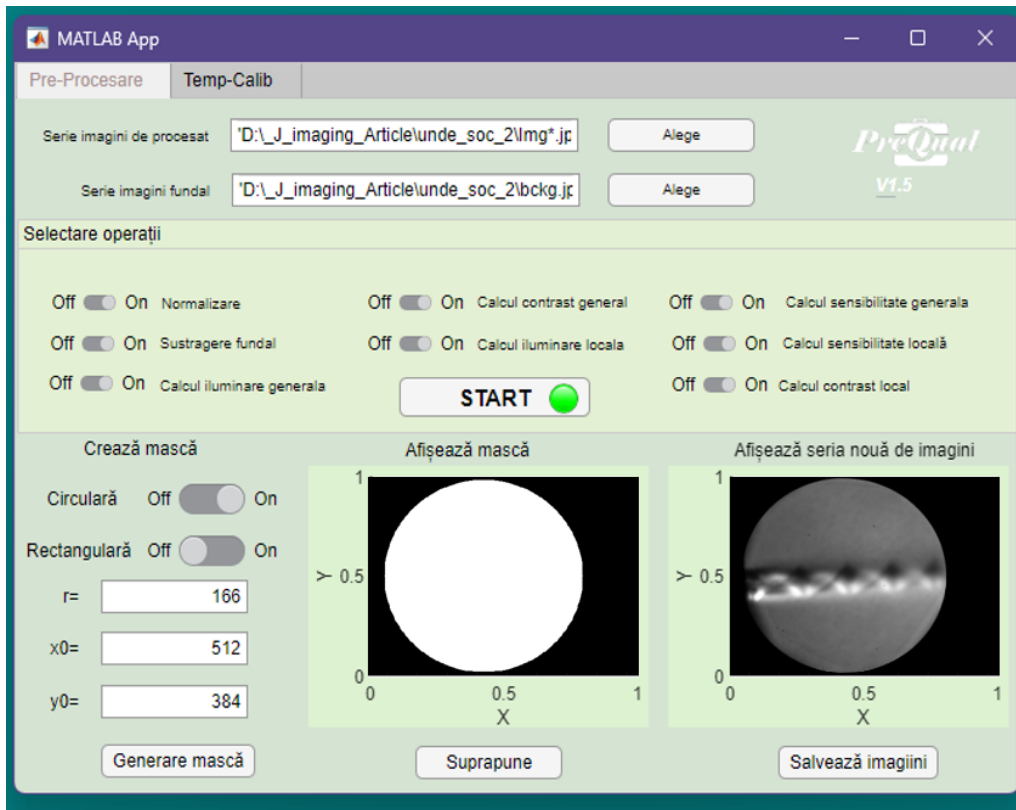 MATLAB App
Pre-Procesare Temp-Calib
Serie imagini de procesat 'D:\_J_imaging_Article\unde_soc_2\Img*.jp Alege
PreQual
Serie imagini fundal 'D:\_J_imaging_Article\unde_soc_2\bckg.jp Alege
V1.5
Selectare operații
Off On Normalizare Off On Calcul contrast general Off On Calcul sensibilitate generala
Off On Sustragere fundal Off On Calcul iluminare locala Off On Calcul sensibilitate locală
Off On Calcul iluminare generala START Off On Calcul contrast local
Crează mască Afișează mască Afișează seria nouă de imagini
Circulară Off On
Rectangulară Off On
r= 166
x0= 512
y0= 384
1
Y 0.5
0
0 0.5 1
X
1
Y 0.5
0
0 0.5 1
X
Generare mască Suprapune Salvează imagiini